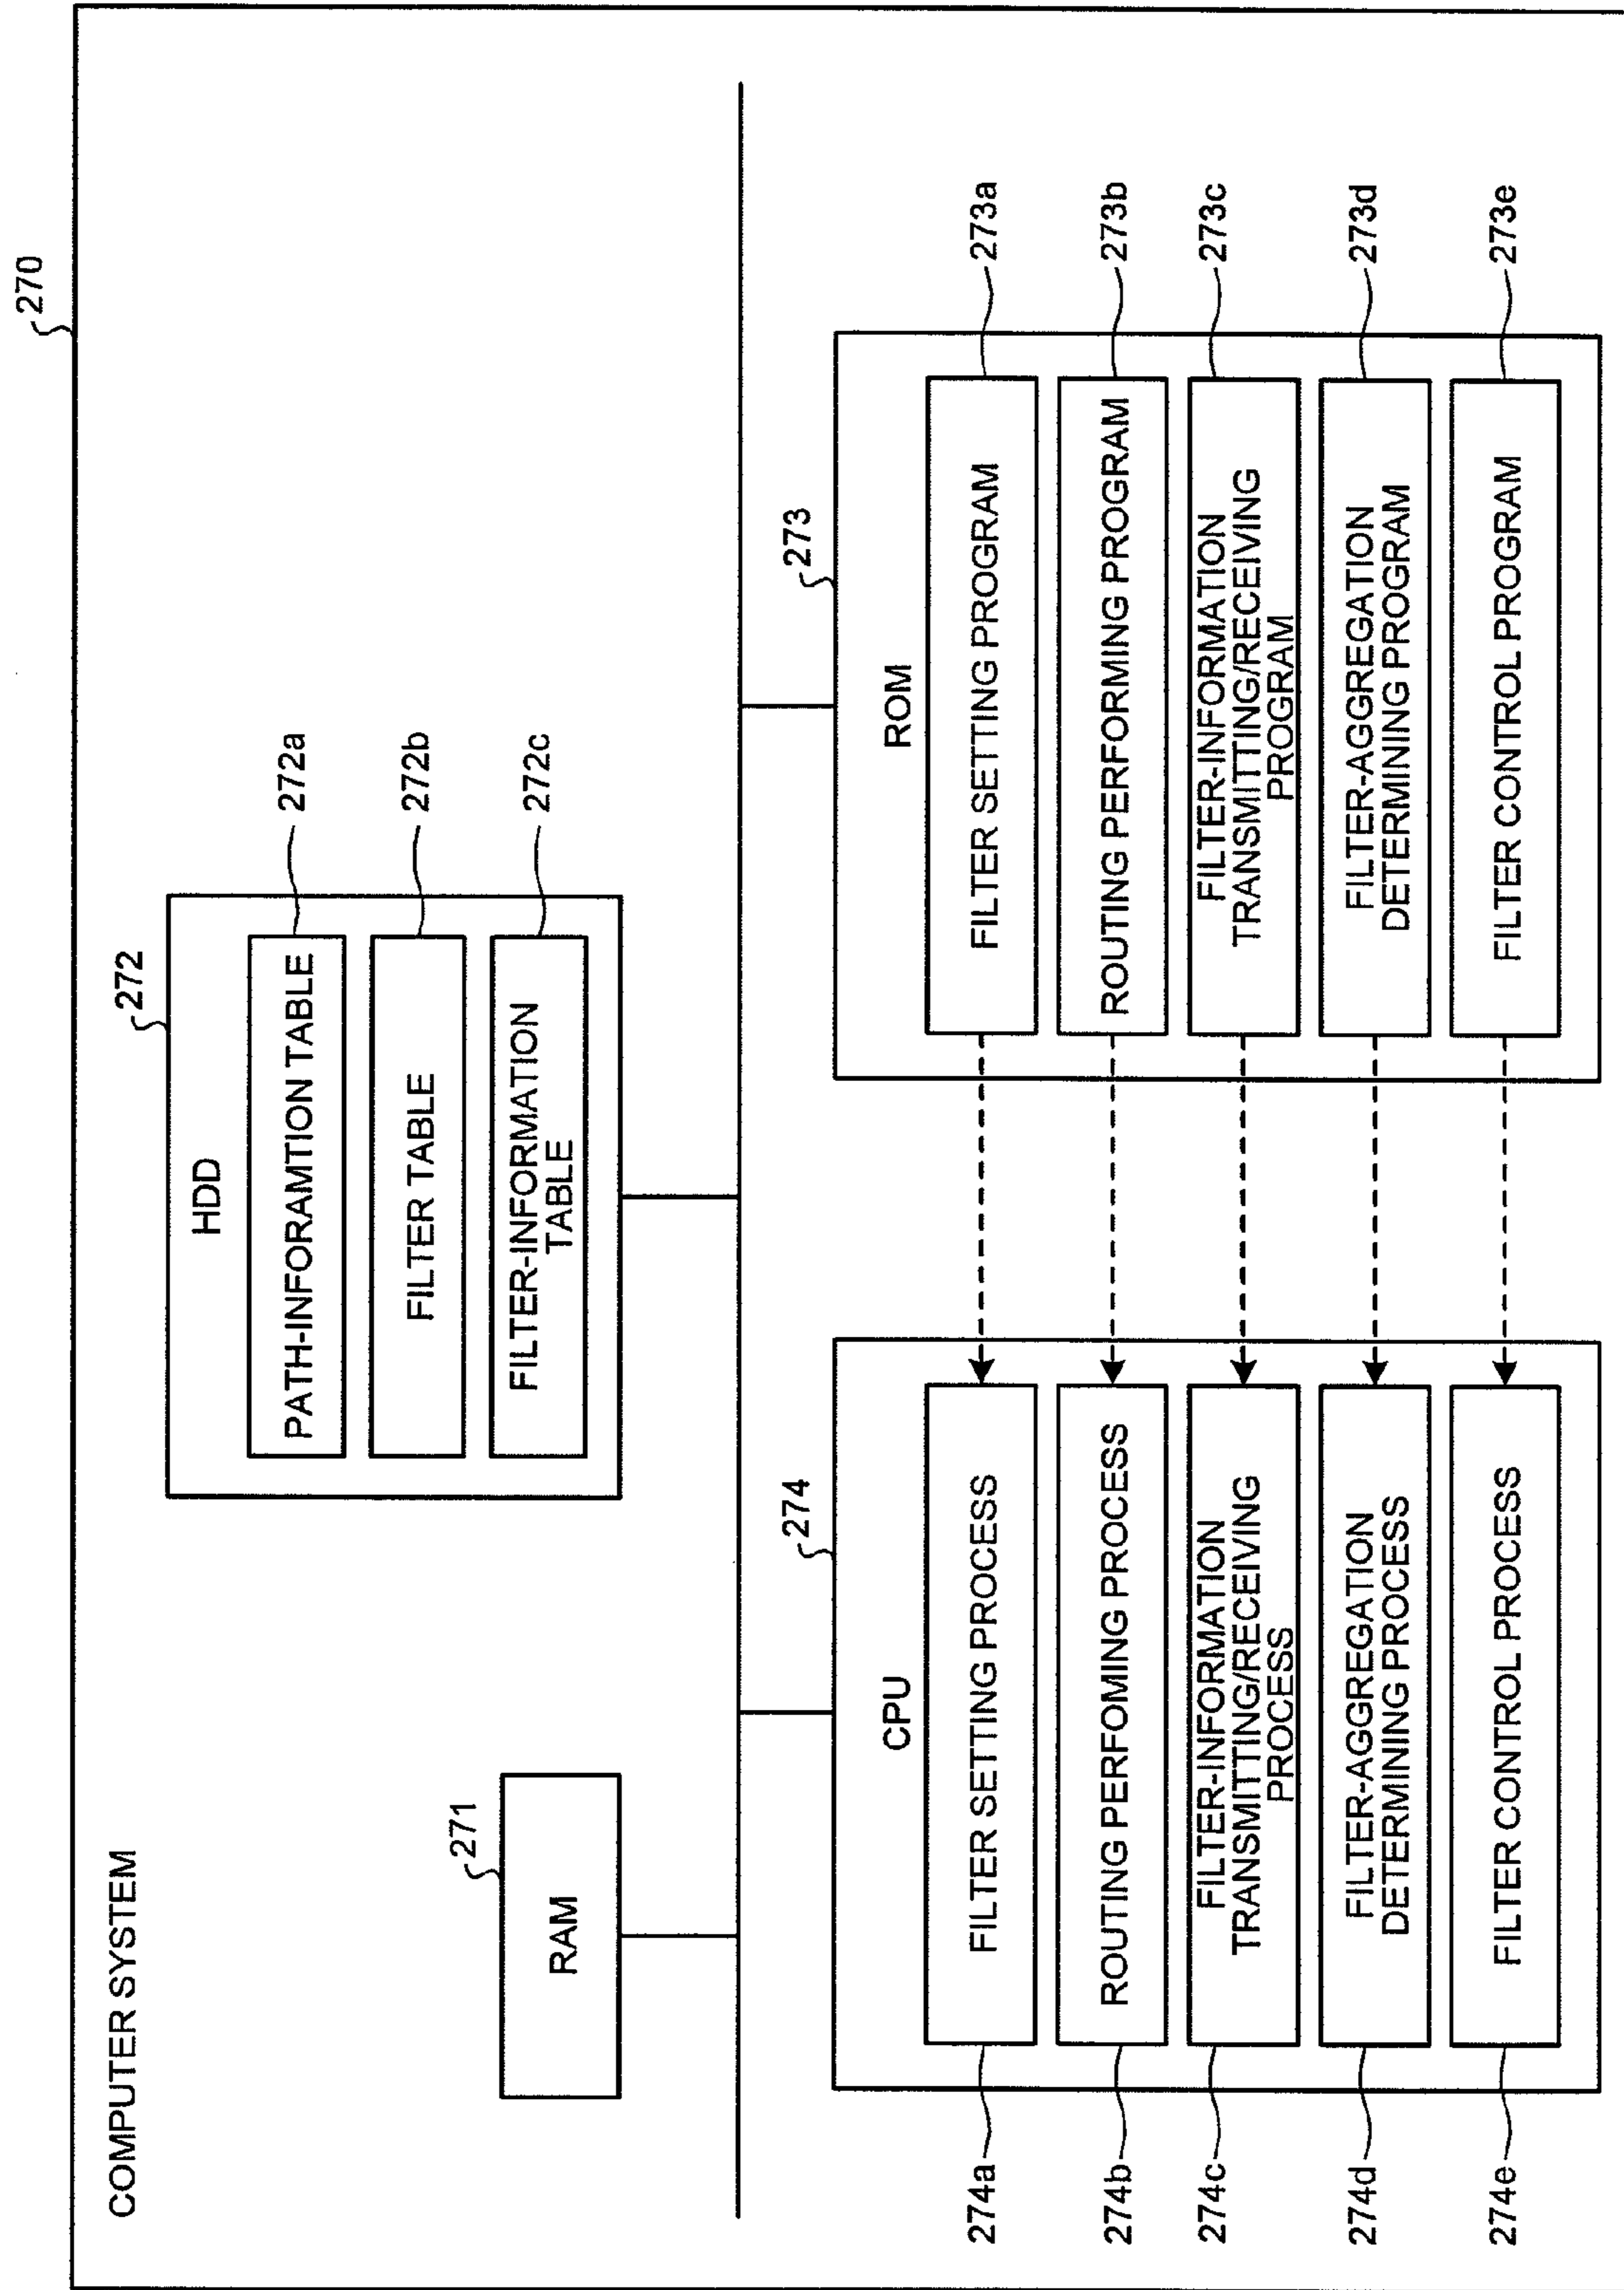 270
COMPUTER SYSTEM
271
RAM
272
HDD
PATH-INFORAMTION TABLE
272a
FILTER TABLE
272b
FILTER-INFORMATION
TABLE
272c
274
CPU
274a
FILTER SETTING PROCESS
274b
ROUTING PERFOMING PROCESS
274c
FILTER-INFORMATION
TRANSMITTING/RECEIVING
PROCESS
274d
FILTER-AGGREGATION
DETERMINING PROCESS
274e
FILTER CONTROL PROCESS
273
ROM
FILTER SETTING PROGRAM
273a
ROUTING PERFORMING PROGRAM
273b
FILTER-INFORMATION
TRANSMITTING/RECEIVING
PROGRAM
273c
FILTER-AGGREGATION
DETERMINING PROGRAM
273d
FILTER CONTROL PROGRAM
273e